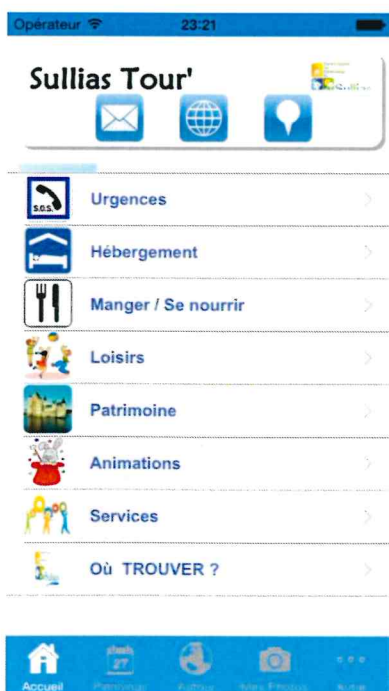 Opérateur 23:21
Sullias Tour'
S.O.S.
Urgences
Hébergement
Manger / Se nourrir
Loisirs
Patrimoine
Animations
Services
Où TROUVER ?
27
Accueil